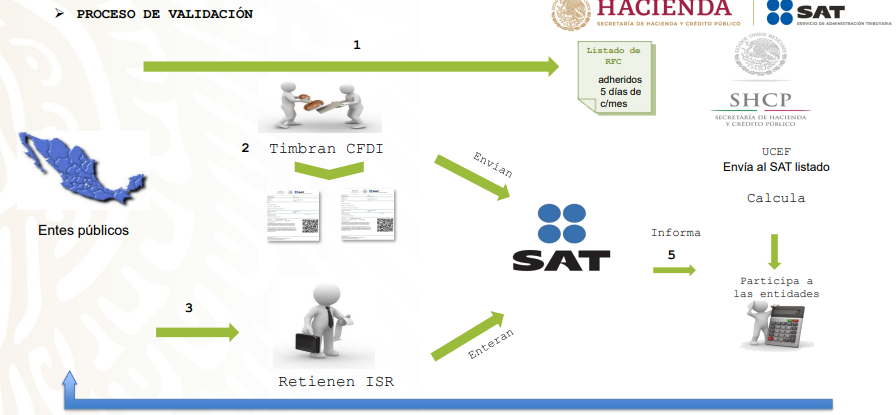 ➢ PROCESO DE VALIDACIÓN
HACIENDA
SECRETARÍA DE HACIENDA Y CRÉDITO PÚBLICO
SAT
SERVICIO DE ADMINISTRACIÓN TRIBUTARIA
1
Listado de
RFC
adheridos
5 días de
c/mes
SHCP
SECRETARÍA DE HACIENDA
Y CRÉDITO PÚBLICO
2 Timbran CFDI
Envían
UCEF
Envía al SAT listado
Calcula
Entes públicos
SAT
Informa
5
Participa a
las entidades
3
Enteran
Retienen ISR